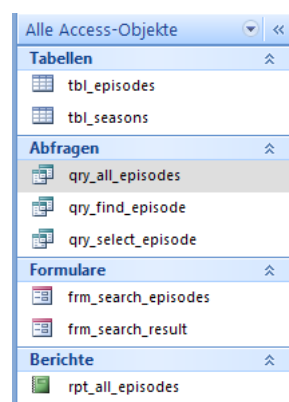 Alle Access-Objekte
Tabellen
tbl_episodes
tbl_seasons
Abfragen
qry_all_episodes
qry_find_episode
qry_select_episode
Formulare
frm_search_episodes
frm_search_result
Berichte
rpt_all_episodes